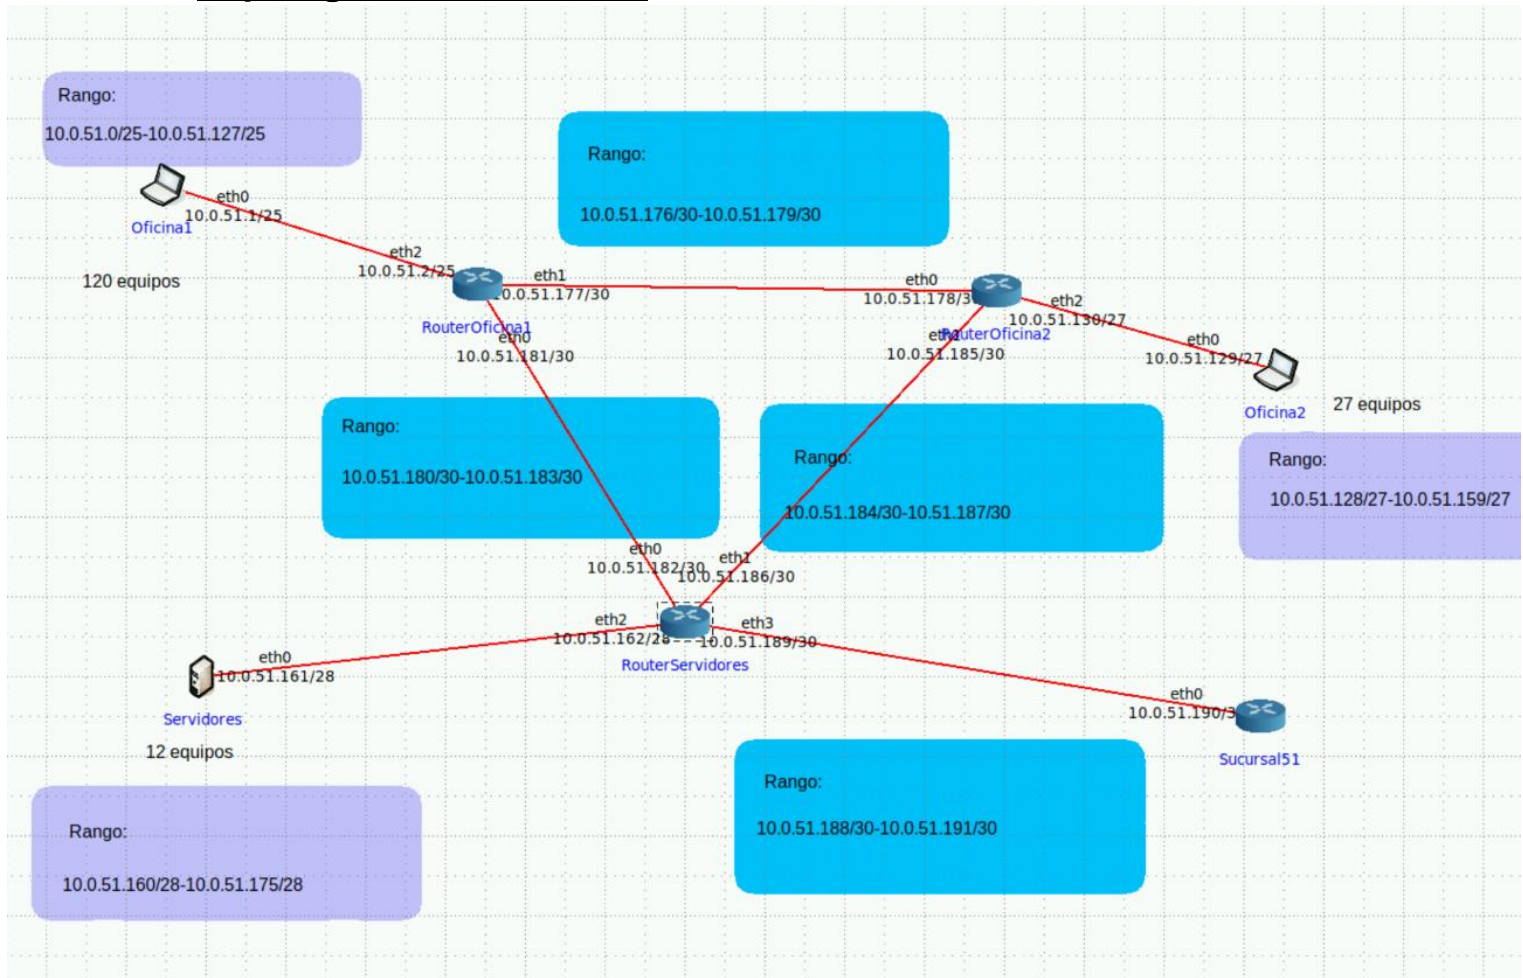 Rango:
10.0.51.0/25-10.0.51.127/25
eth0
10.0.51.1/25
Oficina1
120 equipos
eth2
10.0.51.2/25
RouterOficina1
eth1
10.0.51.177/30
eth0
10.0.51.181/30
Rango:
10.0.51.176/30-10.0.51.179/30
eth0
10.0.51.178/3
RouterOficina2
eth2
10.0.51.130/27
10.0.51.185/30
eth0
10.0.51.129/27
Oficina2
27 equipos
Rango:
10.0.51.128/27-10.0.51.159/27
Rango:
10.0.51.180/30-10.0.51.183/30
Rango:
10.0.51.184/30-10.51.187/30
eth0
10.0.51.182/30
eth1
10.0.51.186/30
eth2
10.0.51.162/28
eth3
10.0.51.189/30
RouterServidores
eth0
10.0.51.161/28
Servidores
12 equipos
Rango:
10.0.51.160/28-10.0.51.175/28
eth0
10.0.51.190/3
Sucursal51
Rango:
10.0.51.188/30-10.0.51.191/30